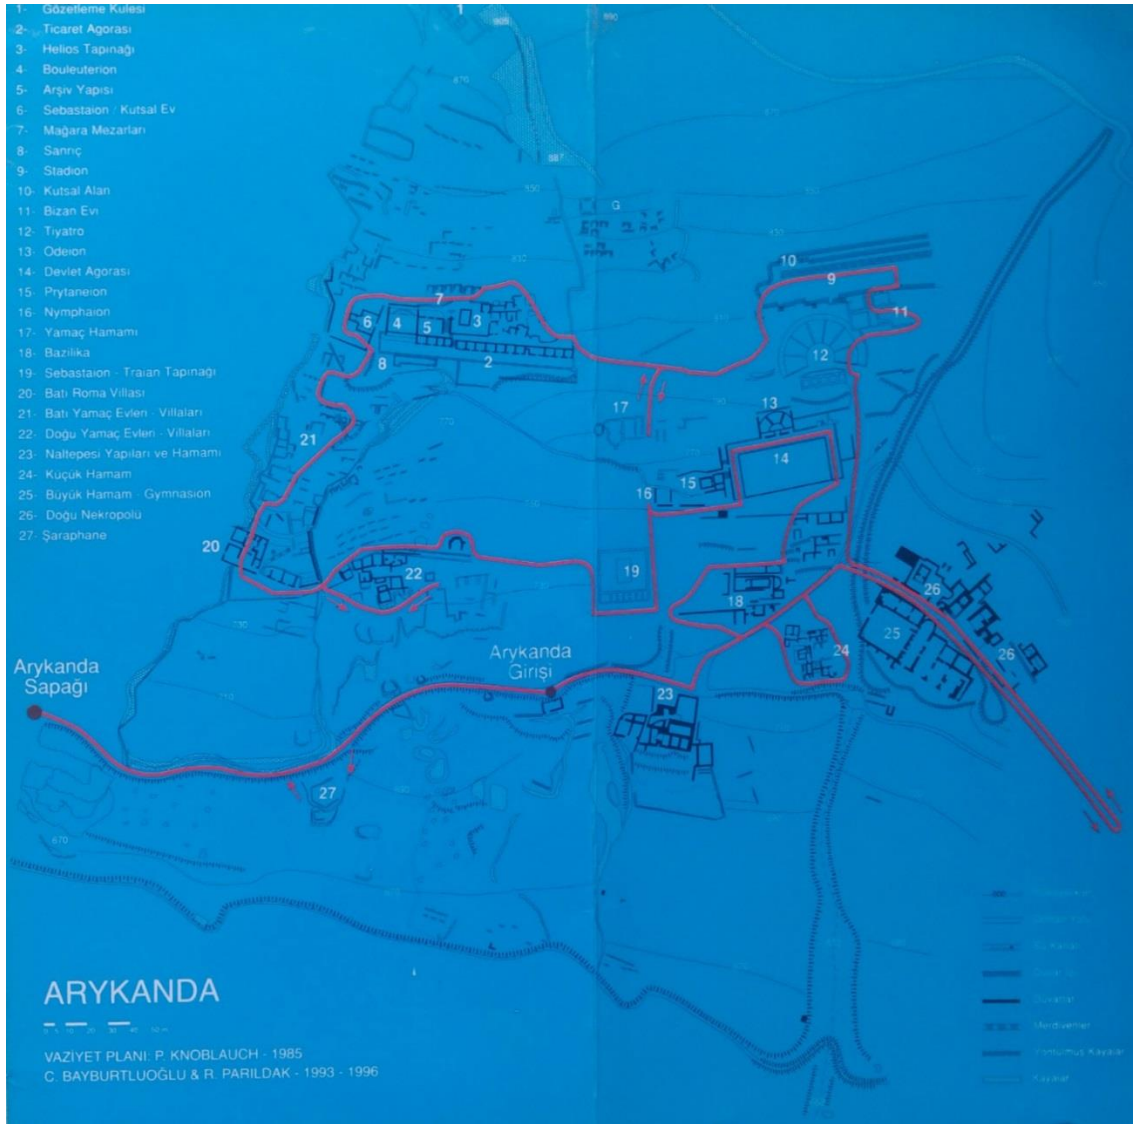 1- Gözetleme Kulesi
2- Ticaret Agorası
3- Helios Tapınağı
4- Bouleuterion
5- Arşiv Yapısı
6- Sebastaion / Kutsal Ev
7- Mağara Mezarları
8- Sarnıç
9- Stadion
10- Kutsal Alan
11- Bizan Evi
12- Tiyatro
13- Odeion
14- Devlet Agorası
15- Prytaneion
16- Nymphaion
17- Yamaç Hamamı
18- Bazilika
19- Sebastaion - Traian Tapınağı
20- Batı Roma Villası
21- Batı Yamaç Evleri - Villaları
22- Doğu Yamaç Evleri - Villaları
23- Naltepesi Yapıları ve Hamamı
24- Küçük Hamam
25- Büyük Hamam - Gymnasion
26- Doğu Nekropolü
27- Şaraphane
1
G
10
9
7
11
6
4
5
3
2
12
8
13
17
14
21
15
16
20
22
19
18
26
25
24
26
Arykanda
Sapağı
Arykanda
Girişi
23
27
Merdivenler
Yontulmuş Kayalar
Kayalar
ARYKANDA
VAZİYET PLANI: P. KNOBLAUCH - 1985
C. BAYBURTLUOĞLU & R. PARILDAK - 1993 - 1996